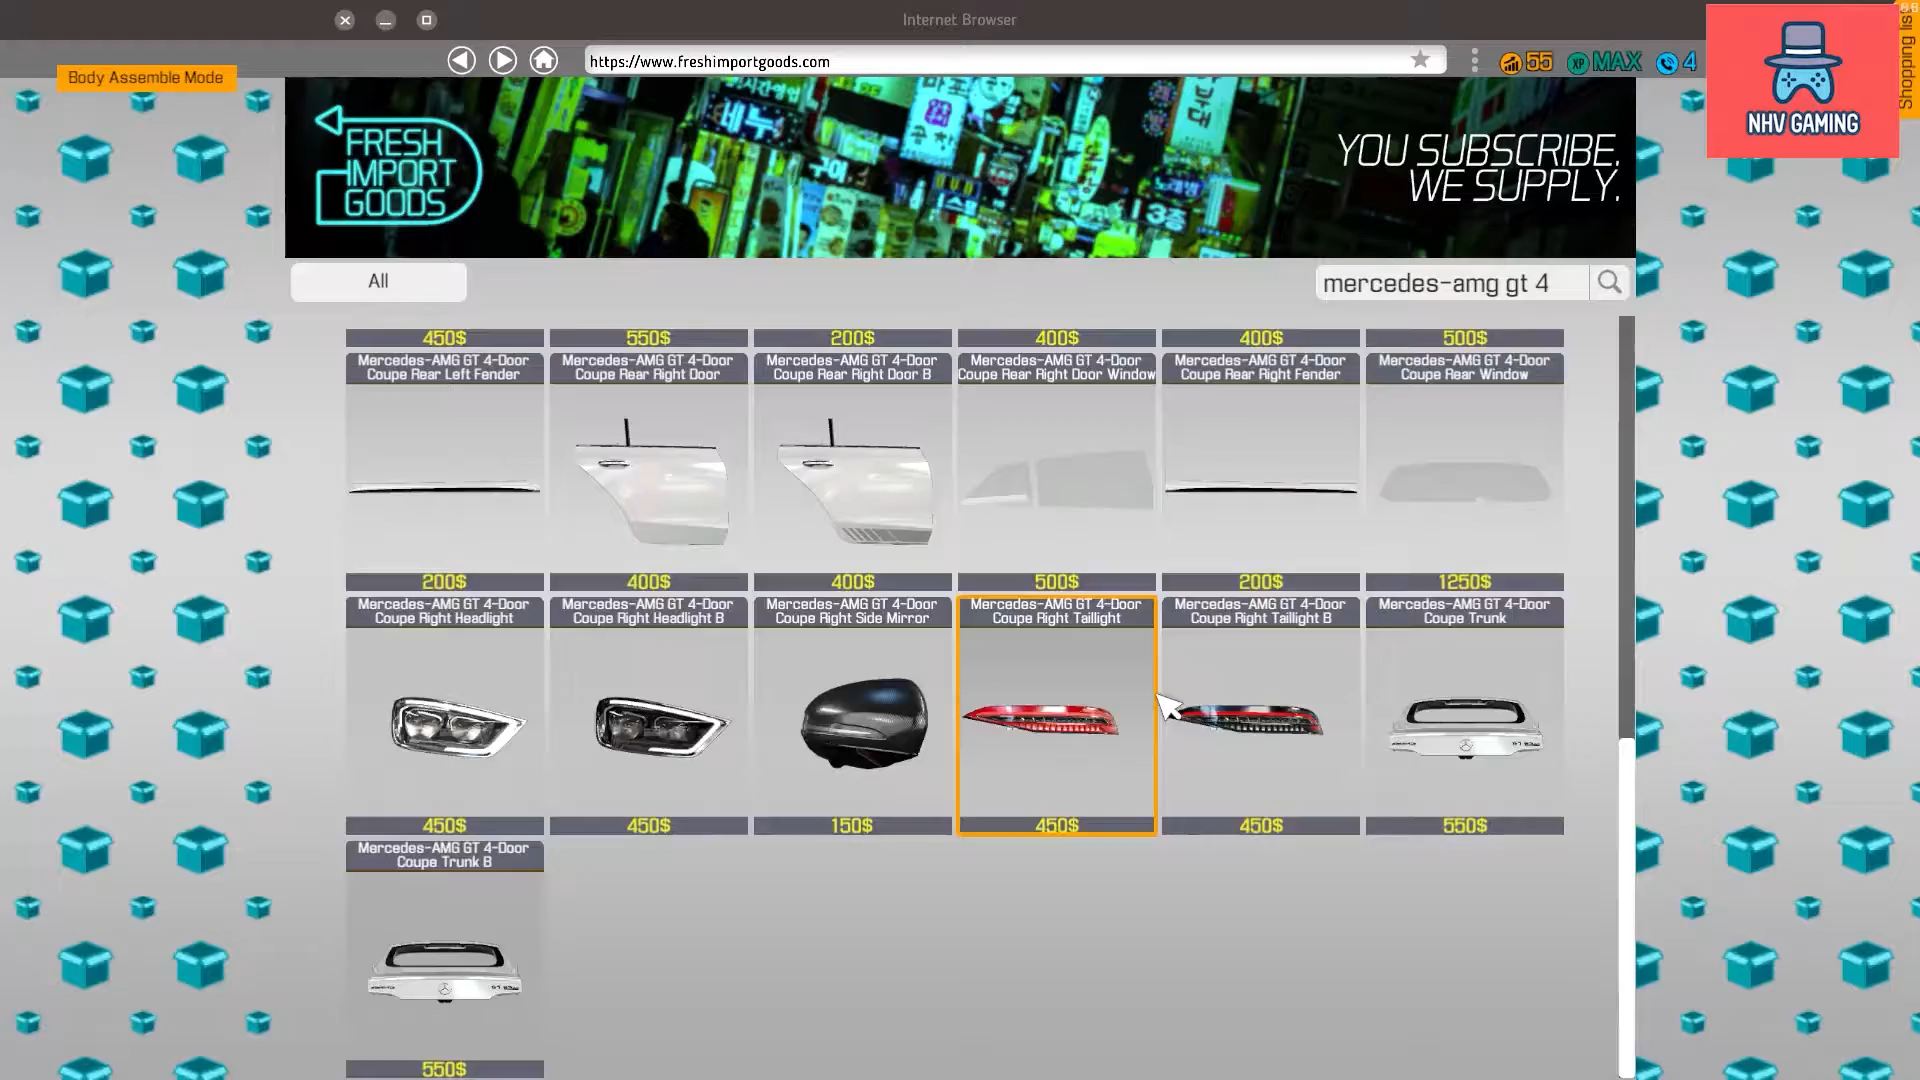 Internet Browser
https://www.freshimportgoods.com
55
XP MAX
4
Shopping list
Body Assemble Mode
NHV GAMING
FRESH
IMPORT
GOODS
YOU SUBSCRIBE.
WE SUPPLY.
All
mercedes-amg gt 4
450$ 550$ 200$ 400$ 400$ 500$
Mercedes-AMG GT 4-Door
Coupe Rear Left Fender
Mercedes-AMG GT 4-Door
Coupe Rear Right Door
Mercedes-AMG GT 4-Door
Coupe Rear Right Door B
Mercedes-AMG GT 4-Door
Coupe Rear Right Door Window
Mercedes-AMG GT 4-Door
Coupe Rear Right Fender
Mercedes-AMG GT 4-Door
Coupe Rear Window
200$ 400$ 400$ 500$ 200$ 1250$
Mercedes-AMG GT 4-Door
Coupe Right Headlight
Mercedes-AMG GT 4-Door
Coupe Right Headlight B
Mercedes-AMG GT 4-Door
Coupe Right Side Mirror
Mercedes-AMG GT 4-Door
Coupe Right Taillight
Mercedes-AMG GT 4-Door
Coupe Right Taillight B
Mercedes-AMG GT 4-Door
Coupe Trunk
450$ 450$ 150$ 450$ 450$ 550$
Mercedes-AMG GT 4-Door
Coupe Trunk B
550$